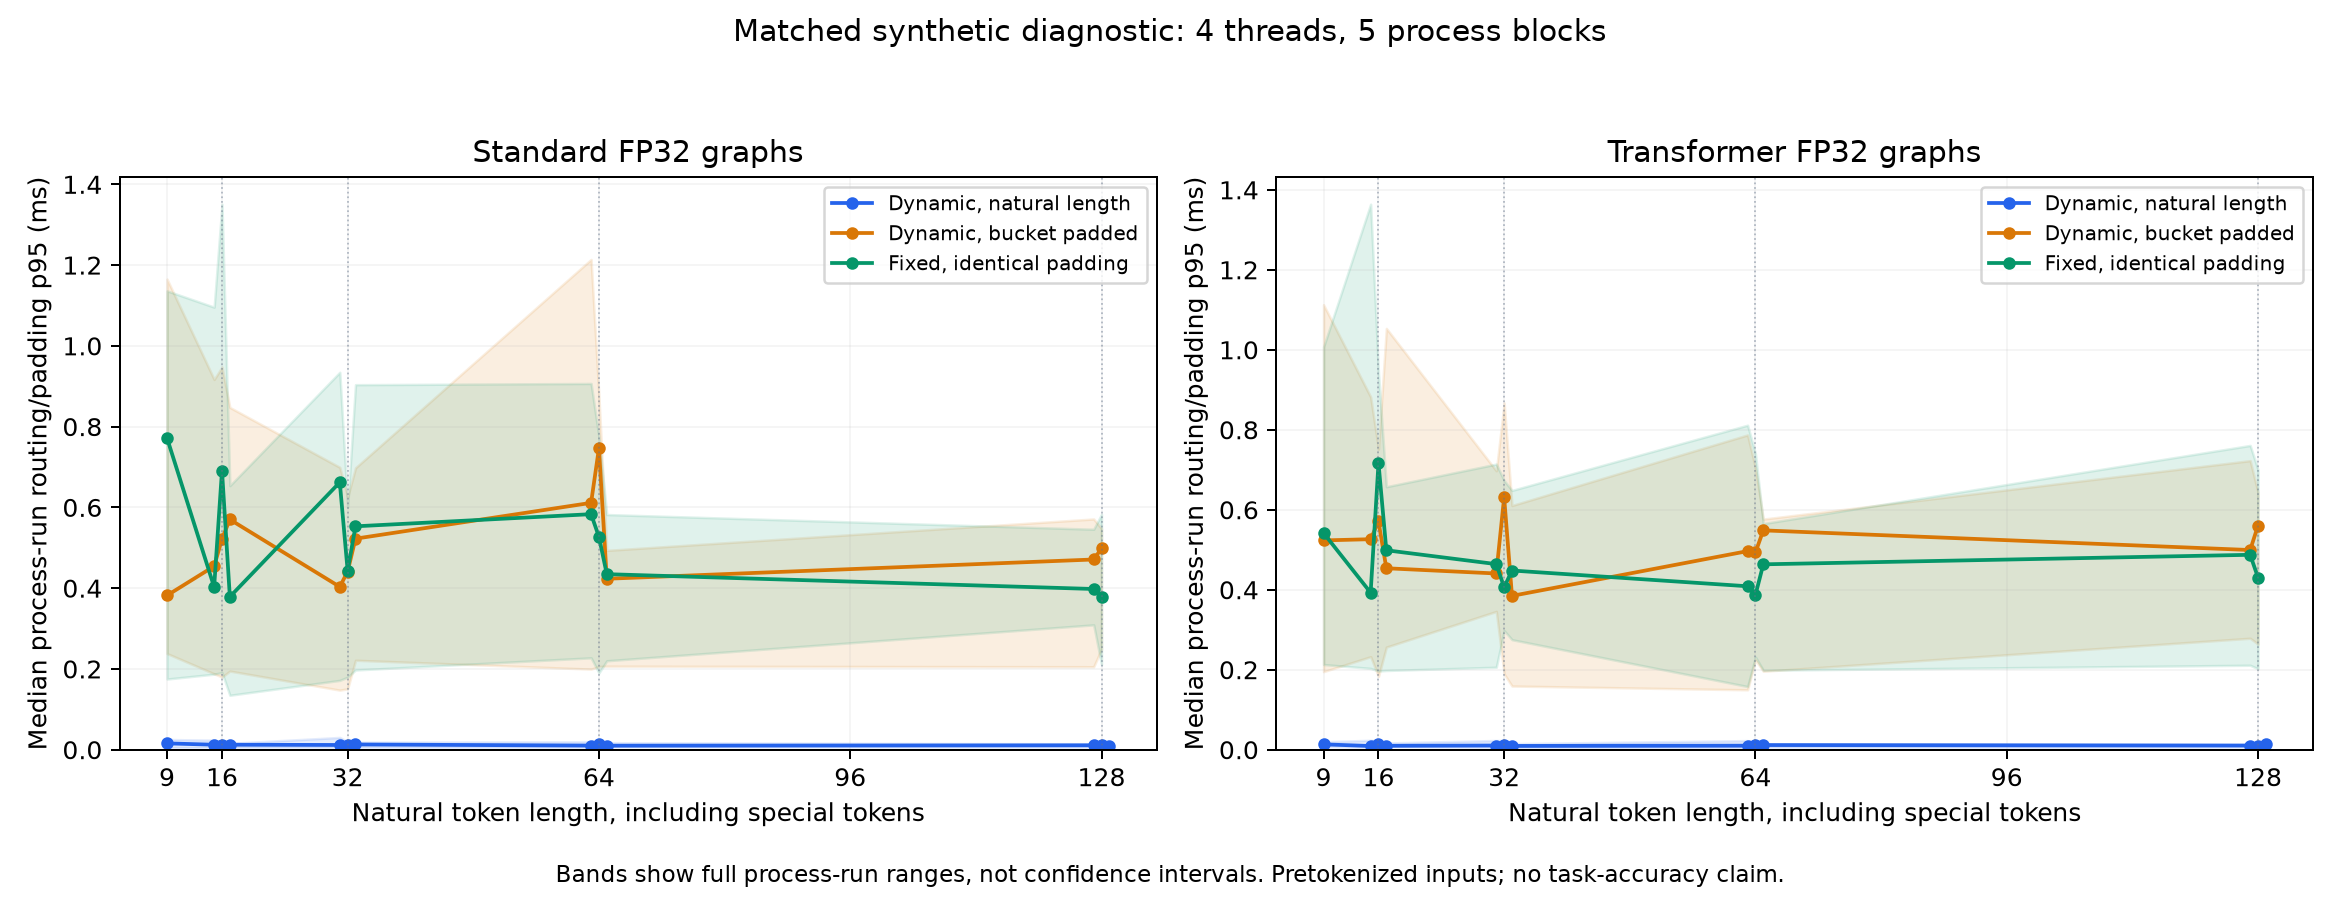 Matched synthetic diagnostic: 4 threads, 5 process blocks
Standard FP32 graphs
Median process-run routing/padding p95 (ms)
1.4
1.2
1.0
0.8
0.6
0.4
0.2
0.0
Dynamic, natural length
Dynamic, bucket padded
Fixed, identical padding
9 16 32 64 96 128
Natural token length, including special tokens
Transformer FP32 graphs
Median process-run routing/padding p95 (ms)
1.4
1.2
1.0
0.8
0.6
0.4
0.2
0.0
Dynamic, natural length
Dynamic, bucket padded
Fixed, identical padding
9 16 32 64 96 128
Natural token length, including special tokens
Bands show full process-run ranges, not confidence intervals. Pretokenized inputs; no task-accuracy claim.